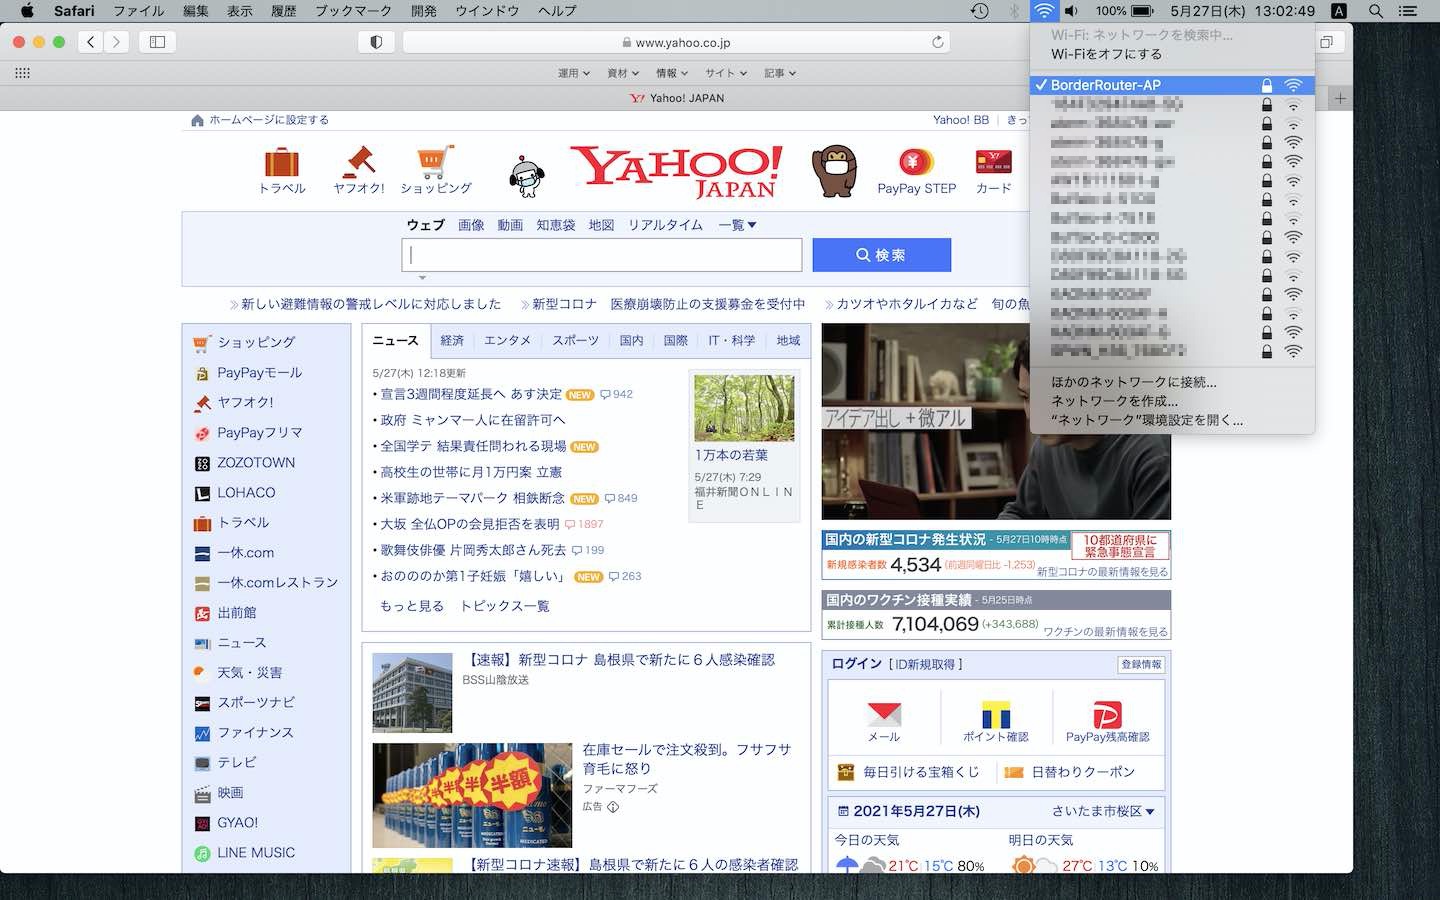 Safari ファイル 編集 表示 履歴 ブックマーク 開発 ウインドウ ヘルプ 100% 5月27日(木) 13:02:49 A
www.yahoo.co.jp
運用 資材 情報 サイト 記事
Yahoo! JAPAN
Wi-Fi: ネットワークを検索中...
Wi-Fiをオフにする
BorderRouter-AP
ほかのネットワークに接続...
ネットワークを作成...
“ネットワーク”環境設定を開く...
ホームページに設定する Yahoo! BB きっ
トラベル ヤフオク! ショッピング YAHOO! JAPAN PayPay STEP カード
ウェブ 画像 動画 知恵袋 地図 リアルタイム 一覧▼
検索
新しい避難情報の警戒レベルに対応しました 新型コロナ 医療崩壊防止の支援募金を受付中 カツオやホタルイカなど 旬の魚
ショッピング
PayPayモール
ヤフオク!
PayPayフリマ
ZOZOTOWN
LOHACO
トラベル
一休.com
一休.comレストラン
出前館
ニュース
天気・災害
スポーツナビ
ファイナンス
テレビ
映画
GYAO!
LINE MUSIC
ニュース 経済 エンタメ スポーツ 国内 国際 IT・科学 地域
5/27(木) 12:18更新
・宣言3週間程度延長へ あす決定 NEW 942
・政府 ミャンマー人に在留許可へ
・全国学テ 結果責任問われる現場 NEW
・高校生の世帯に月1万円案 立憲
・米軍跡地テーマパーク 相鉄断念 NEW 849
・大坂 全仏OPの会見拒否を表明 1897
・歌舞伎俳優 片岡秀太郎さん死去 199
・おのののか第1子妊娠「嬉しい」 NEW 263
もっと見る トピックス一覧
1万本の若葉
5/27(木) 7:29
福井新聞ＯＮＬＩＮ
Ｅ
【速報】新型コロナ 島根県で新たに６人感染確認
BSS山陰放送
半額
在庫セールで注文殺到。フサフサ
育毛に怒り
ファーマフーズ
広告
【新型コロナ速報】島根県で新たに６人の感染者確認
アイデア出し＋微アル
国内の新型コロナ発生状況 - 5月27日10時時点
10都道府県に
緊急事態宣言
新規感染者数 4,534 (前週同曜日比 -1,253) 新型コロナの最新情報を見る
国内のワクチン接種実績 - 5月25日時点
累計接種人数 7,104,069 (+343,688) ワクチンの最新情報を見る
ログイン [ ID新規取得 ] 登録情報
メール ポイント確認 PayPay残高確認
毎日引ける宝箱くじ 日替わりクーポン
2021年5月27日(木) さいたま市桜区▼
今日の天気 明日の天気
21℃ 15℃ 80% 27℃ 13℃ 10%